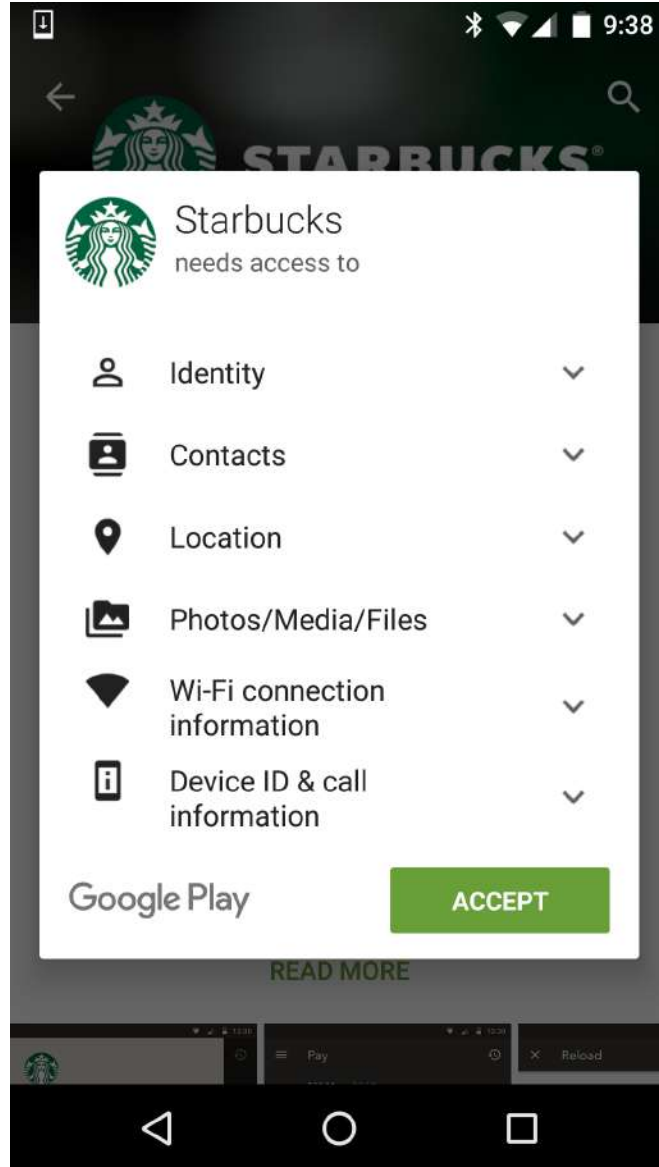 9:38
STARBUCKS®
Starbucks
needs access to
Identity
Contacts
Location
Photos/Media/Files
Wi-Fi connection
information
Device ID & call
information
Google Play
ACCEPT
READ MORE
Pay
Reload